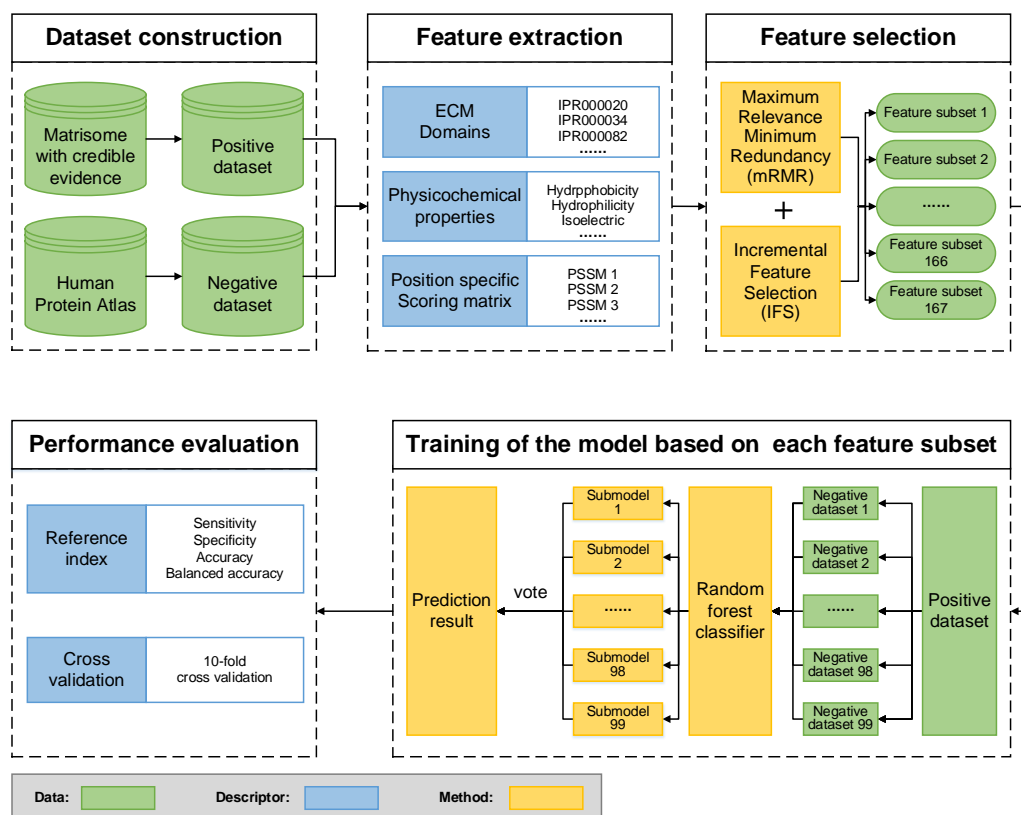 Dataset construction
Matrisome
with credible
evidence
Positive
dataset
Human
Protein Atlas
Negative
dataset
Feature extraction
ECM
Domains
IPR000020
IPR000034
IPR000082
......
Physicochemical
properties
Hydrpphobicity
Hydrophilicity
Isoelectric
......
Position specific
Scoring matrix
PSSM 1
PSSM 2
PSSM 3
......
Feature selection
Maximum
Relevance
Minimum
Redundancy
(mRMR)
+
Incremental
Feature
Selection
(IFS)
Feature subset 1
Feature subset 2
......
Feature subset
166
Feature subset
167
Performance evaluation
Reference
index
Sensitivity
Specificity
Accuracy
Balanced accuracy
Cross
validation
10-fold
cross validation
Training of the model based on each feature subset
Prediction
result
vote
Submodel
1
Submodel
2
......
Submodel
98
Submodel
99
Random
forest
classifier
Negative
dataset 1
Negative
dataset 2
......
Negative
dataset 98
Negative
dataset 99
Positive
dataset
Data:
Descriptor:
Method: